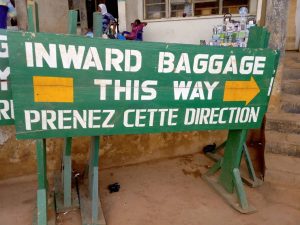 INWARD BAGGAGE
THIS WAY
PRENEZ CETTE DIRECTION